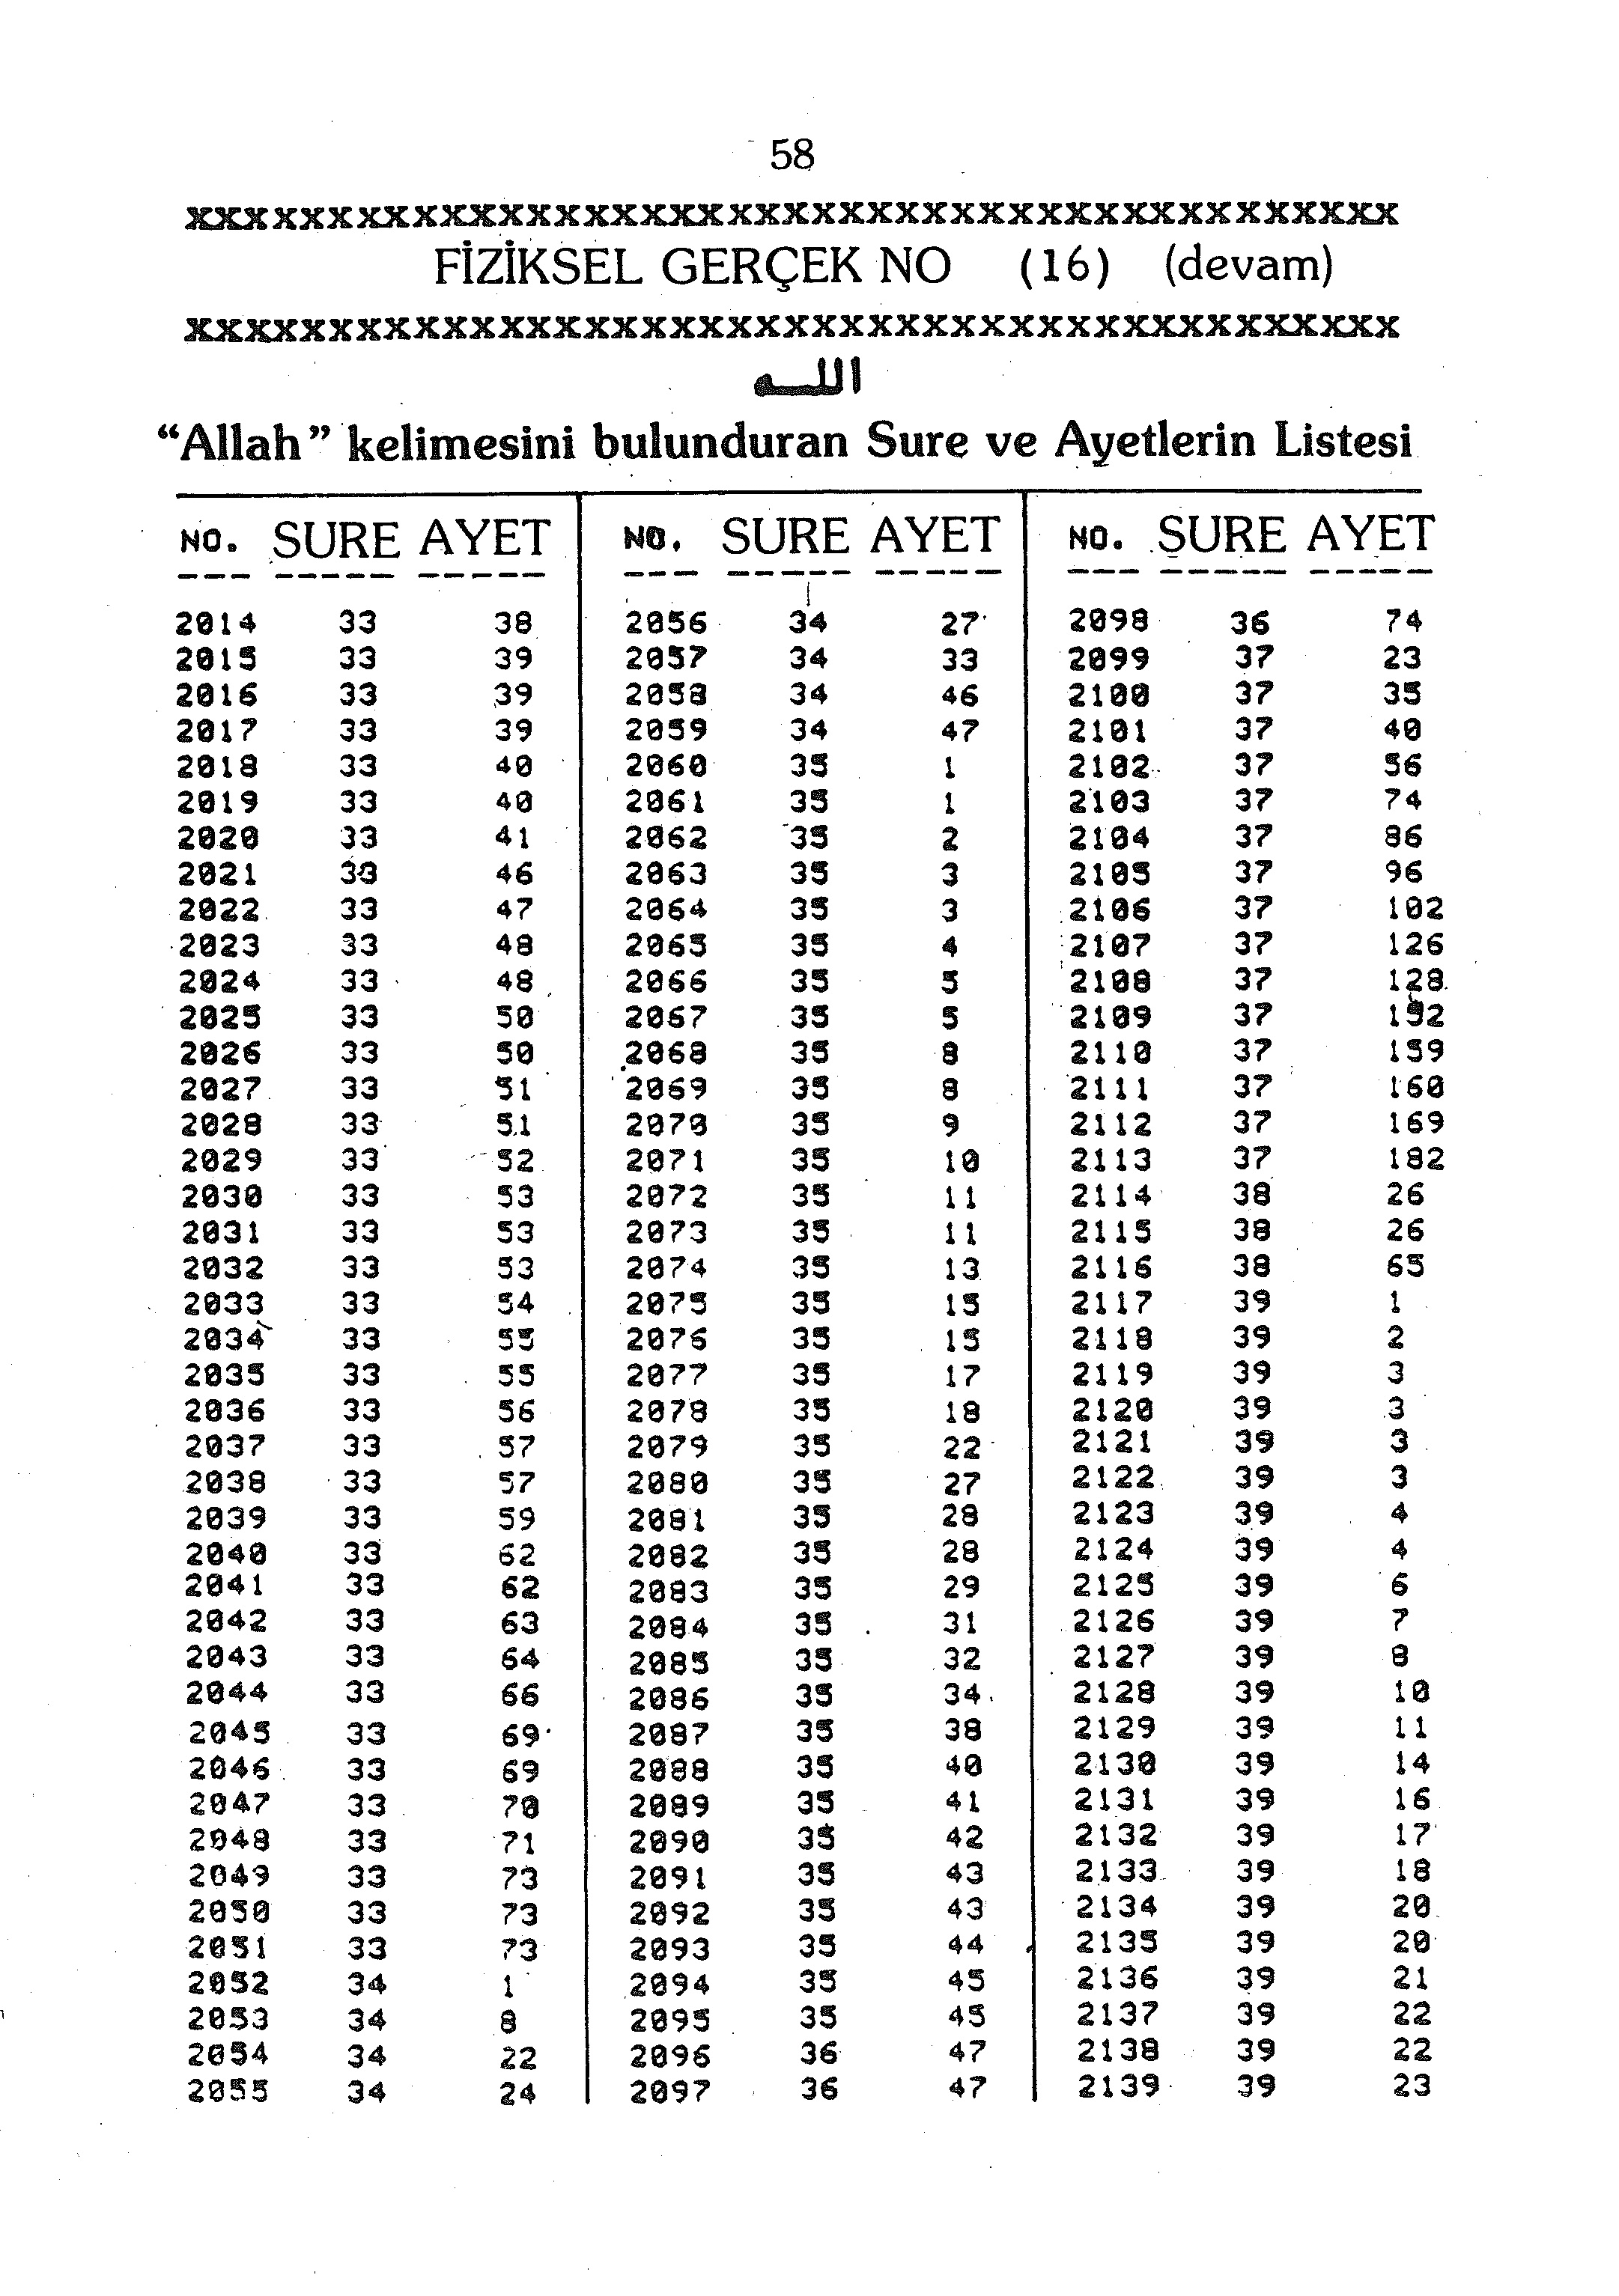 58
xxxxxxxxxxxxxxxxxxxxxxxxxxxxxxxxxxxxxxxxxxx
FİZİKSEL GERÇEK NO (16) (devam)
xxxxxxxxxxxxxxxxxxxxxxxxxxxxxxxxxxxxxxxxxxx
اللـه
“Allah” kelimesini bulunduran Sure ve Ayetlerin Listesi
NO. SURE AYET NO. SURE AYET NO. SURE AYET
--- ----- ----- --- ----- ----- --- ----- -----
2014 33 38 2056 34 27 2098 36 74
2015 33 39 2057 34 33 2099 37 23
2016 33 39 2058 34 46 2100 37 35
2017 33 39 2059 34 47 2101 37 40
2018 33 40 2060 35 1 2102 37 56
2019 33 40 2061 35 1 2103 37 74
2020 33 41 2062 35 2 2104 37 86
2021 33 46 2063 35 3 2105 37 96
2022 33 47 2064 35 3 2106 37 102
2023 33 48 2065 35 4 2107 37 126
2024 33 48 2066 35 5 2108 37 128
2025 33 50 2067 35 5 2109 37 152
2026 33 50 2068 35 8 2110 37 159
2027 33 51 2069 35 8 2111 37 160
2028 33 51 2070 35 9 2112 37 169
2029 33 52 2071 35 10 2113 37 182
2030 33 53 2072 35 11 2114 38 26
2031 33 53 2073 35 11 2115 38 26
2032 33 53 2074 35 13 2116 38 65
2033 33 54 2075 35 15 2117 39 1
2034 33 55 2076 35 15 2118 39 2
2035 33 55 2077 35 17 2119 39 3
2036 33 56 2078 35 18 2120 39 3
2037 33 57 2079 35 22 2121 39 3
2038 33 57 2080 35 27 2122 39 3
2039 33 59 2081 35 28 2123 39 4
2040 33 62 2082 35 28 2124 39 4
2041 33 62 2083 35 29 2125 39 6
2042 33 63 2084 35 31 2126 39 7
2043 33 64 2085 35 32 2127 39 8
2044 33 66 2086 35 34 2128 39 10
2045 33 69 2087 35 38 2129 39 11
2046 33 69 2088 35 40 2130 39 14
2047 33 70 2089 35 41 2131 39 16
2048 33 71 2090 35 42 2132 39 17
2049 33 73 2091 35 43 2133 39 18
2050 33 73 2092 35 43 2134 39 20
2051 33 73 2093 35 44 2135 39 20
2052 34 1 2094 35 45 2136 39 21
2053 34 8 2095 35 45 2137 39 22
2054 34 22 2096 36 47 2138 39 22
2055 34 24 2097 36 47 2139 39 23